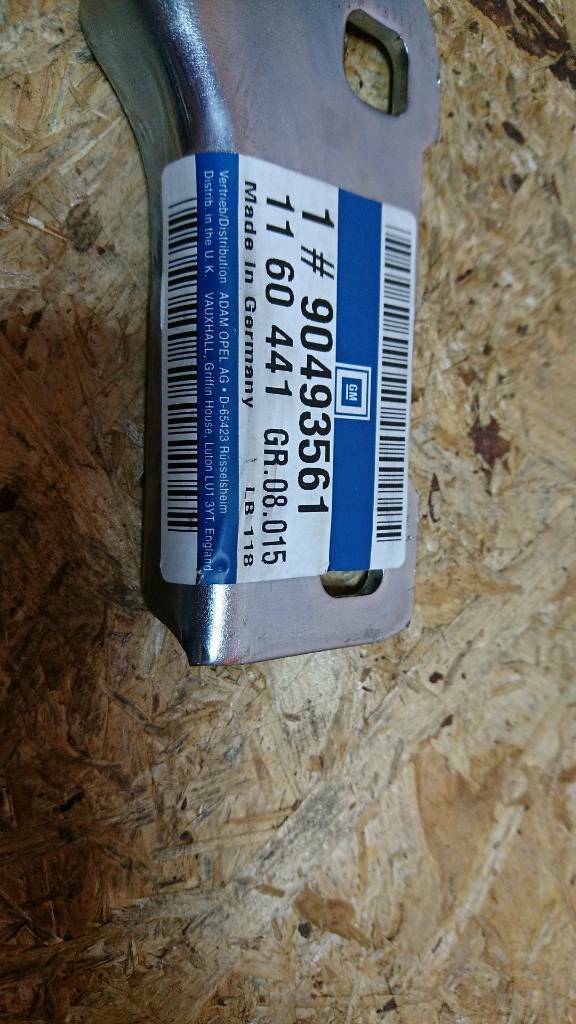 GM
1 # 90493561
11 60 441 GR.08.015
Made in Germany LB 118
Vertrieb/Distribution ADAM OPEL AG • D-65423 Rüsselsheim
Distrib. in the U. K. VAUXHALL, Griffin House, Luton LU1 3YT, England